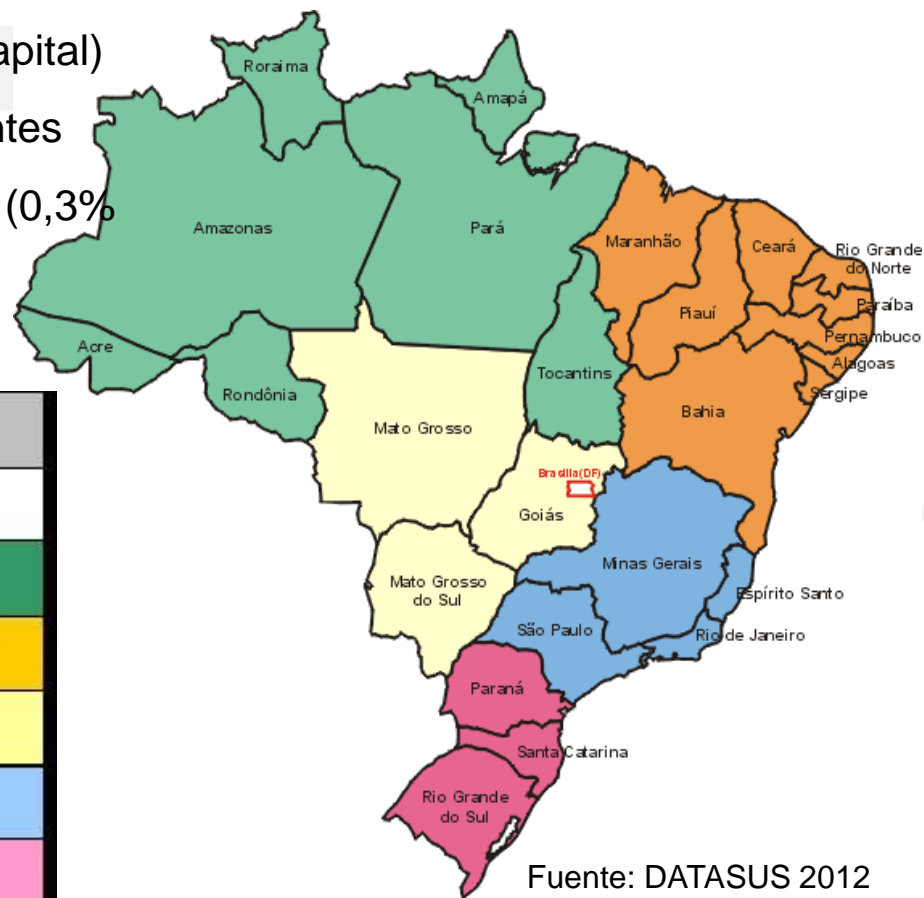 apital)
ntes
(0,3%
Roraima
Amapá
Amazonas
Pará
Maranhão
Ceará
Rio Grande
do Norte
Piauí
Paraíba
Pernambuco
Acre
Rondônia
Tocantins
Alagoas
Sergipe
Bahia
Mato Grosso
Brasília(DF)
Goiás
Mato Grosso
do Sul
Minas Gerais
Espírito Santo
São Paulo
Rio de Janeiro
Paraná
Santa Catarina
Rio Grande
do Sul
Fuente: DATASUS 2012